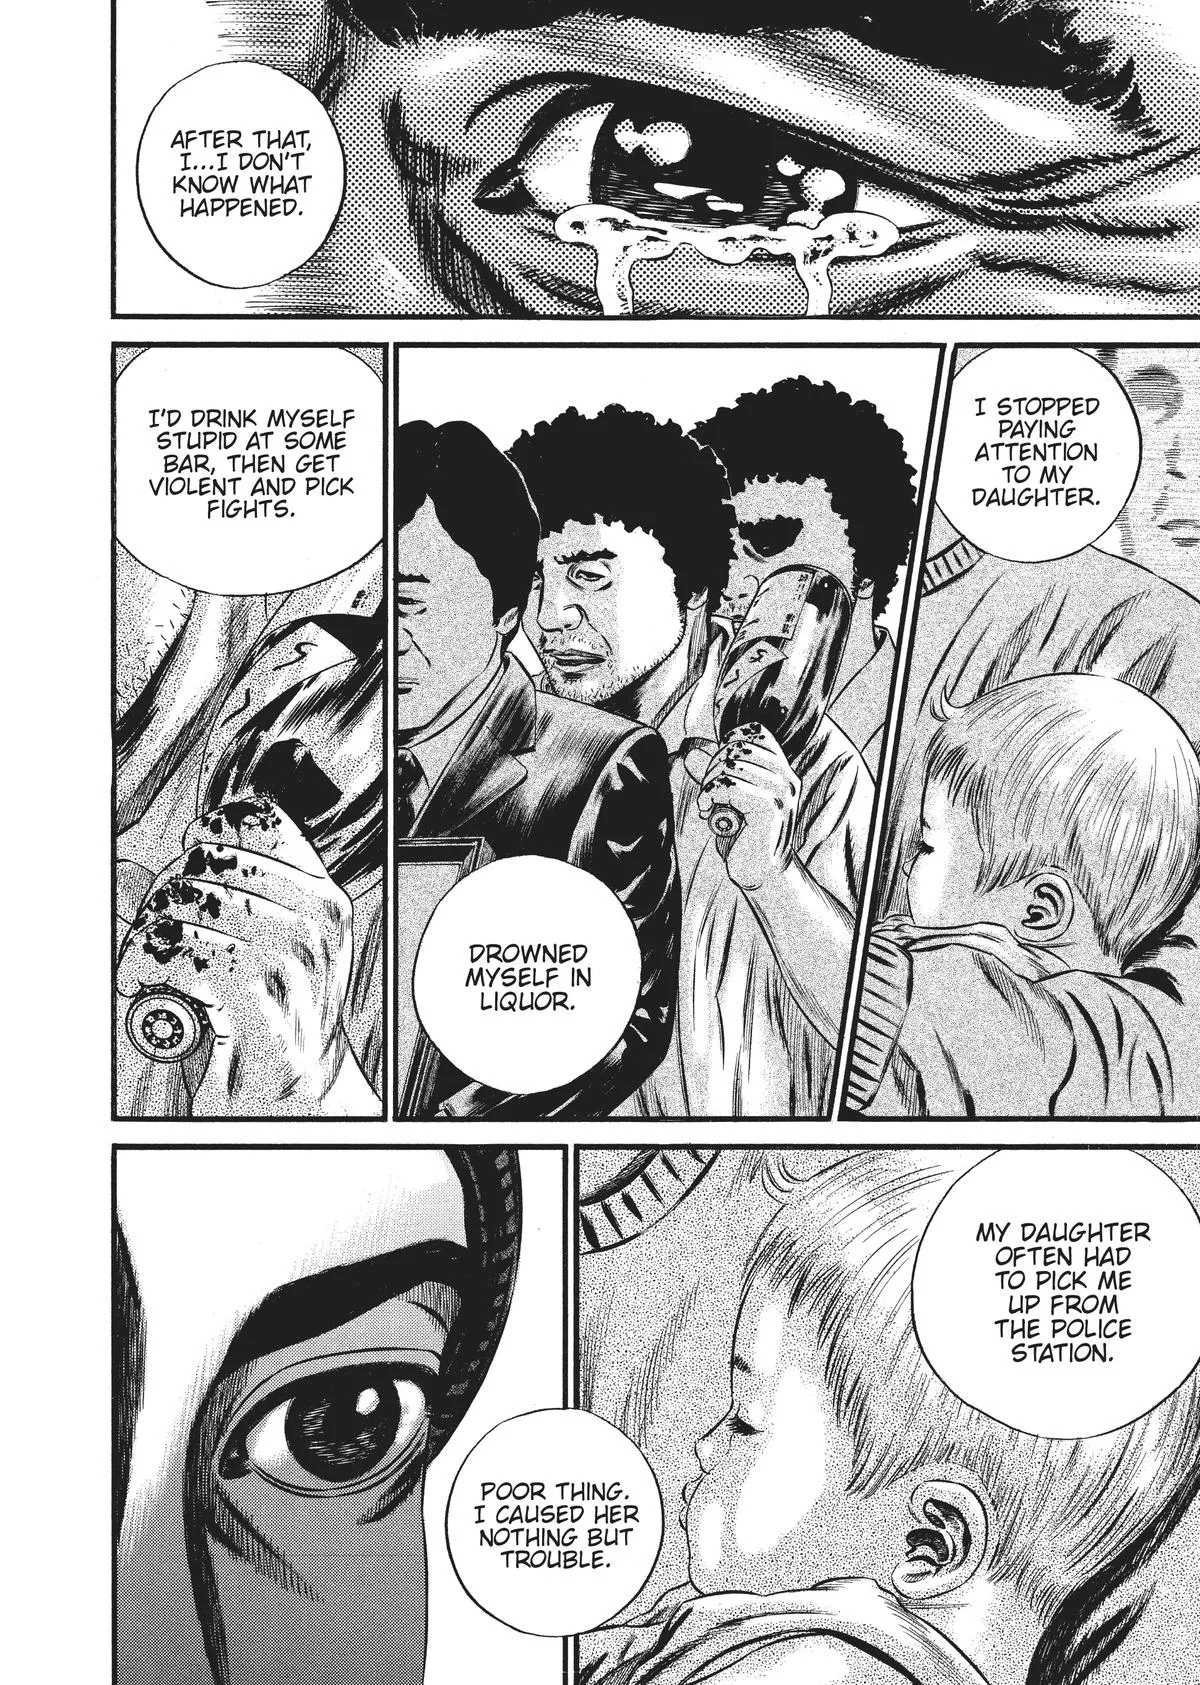 AFTER THAT,
I...I DON'T
KNOW WHAT
HAPPENED.
I STOPPED
PAYING
ATTENTION
TO MY
DAUGHTER.
DROWNED
MYSELF IN
LIQUOR.
I'D DRINK MYSELF
STUPID AT SOME
BAR, THEN GET
VIOLENT AND PICK
FIGHTS.
MY DAUGHTER
OFTEN HAD
TO PICK ME
UP FROM
THE POLICE
STATION.
POOR THING.
I CAUSED HER
NOTHING BUT
TROUBLE.